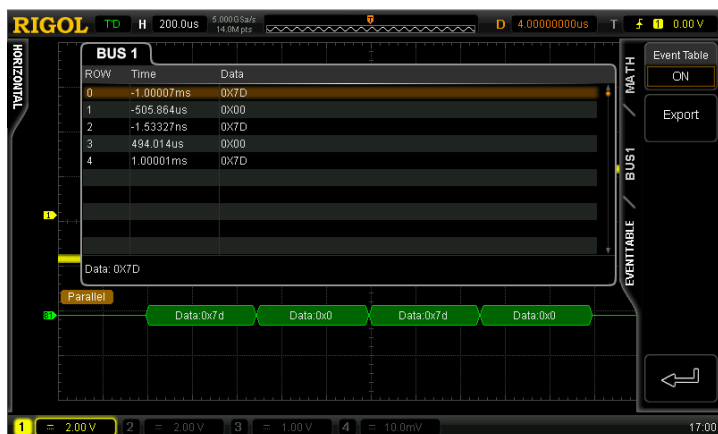 RIGOL T'D H 200.0us 5.000GSa/s 14.0Mpts D 4.00000000us T 1 0.00 V
HORIZONTAL
BUS 1
ROW Time Data
0 -1.00007ms 0X7D
1 -505.864us 0X00
2 -1.53327ns 0X7D
3 494.014us 0X00
4 1.00001ms 0X7D
Data: 0X7D
MATH
BUS1
EVENTTABLE
Event Table
ON
Export
1
Parallel
B1 Data:0x7d Data:0x0 Data:0x7d Data:0x0
1 = 2.00 V 2 = 2.00 V 3 = 1.00 V 4 = 10.0mV 17:00